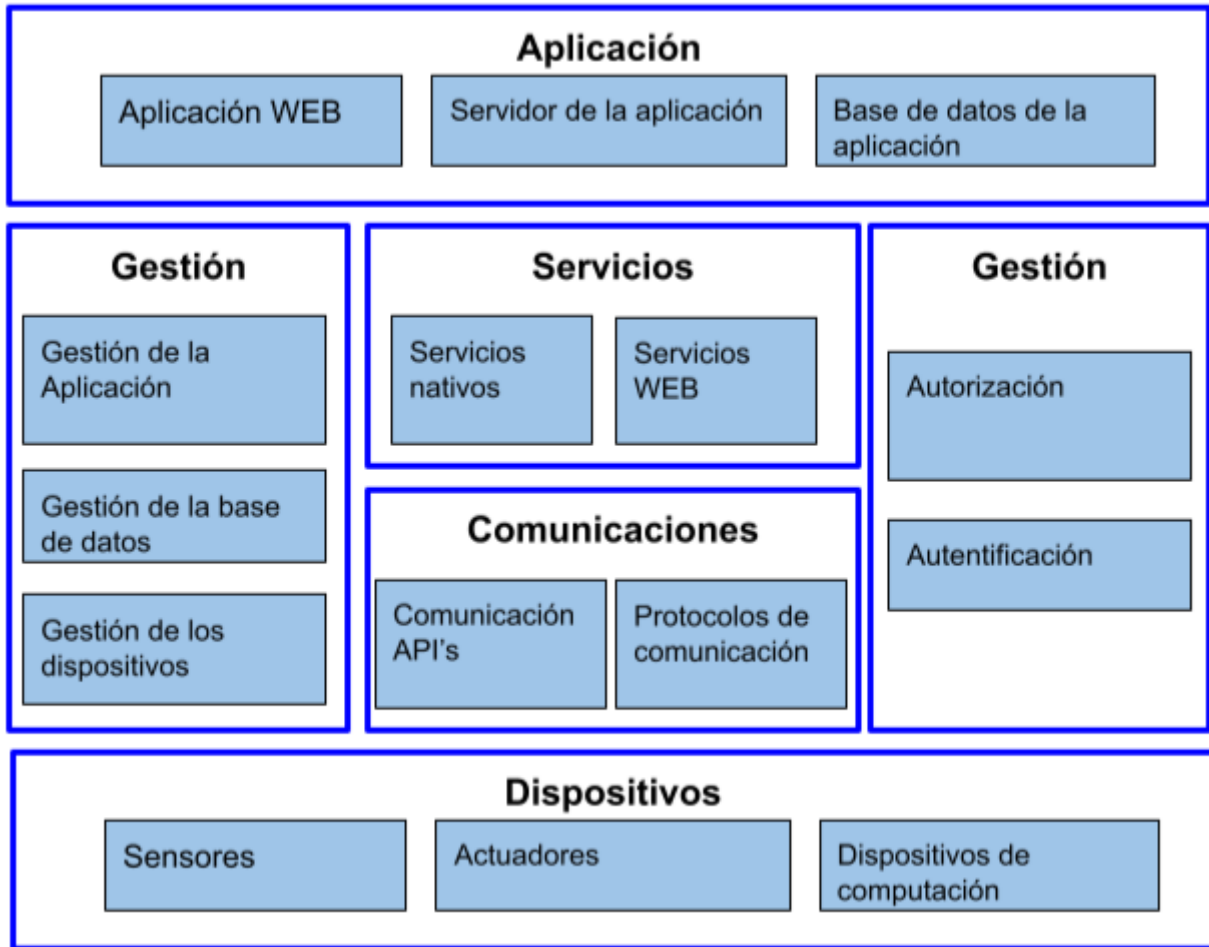 Aplicación
Aplicación WEB
Servidor de la aplicación
Base de datos de la
aplicación
Gestión
Gestión de la
Aplicación
Gestión de la base
de datos
Gestión de los
dispositivos
Servicios
Servicios
nativos
Servicios
WEB
Comunicaciones
Comunicación
API's
Protocolos de
comunicación
Gestión
Autorización
Autentificación
Dispositivos
Sensores
Actuadores
Dispositivos de
computación